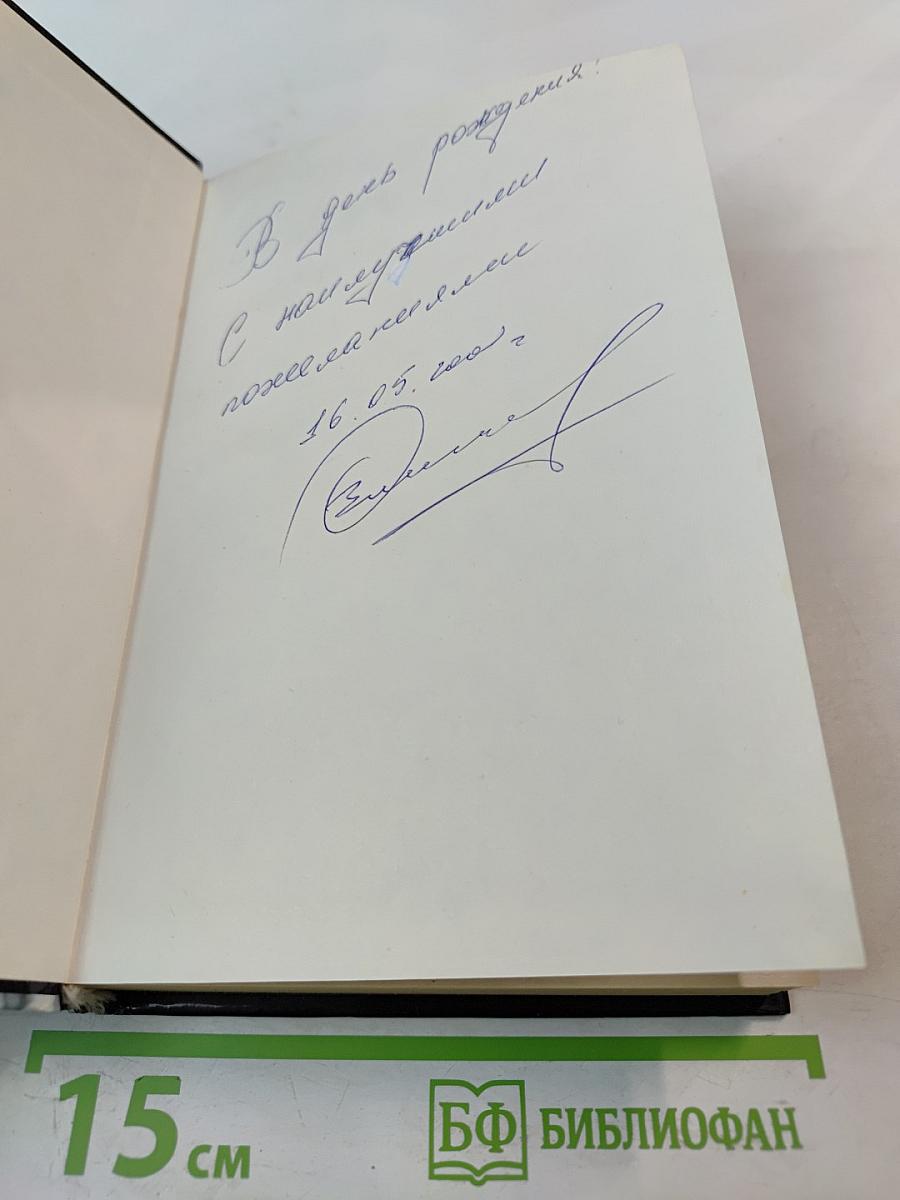 В день рождения!
С наилучшими
пожеланиями
16.05.2001 г
15 см
БФ БИБЛИОФАН